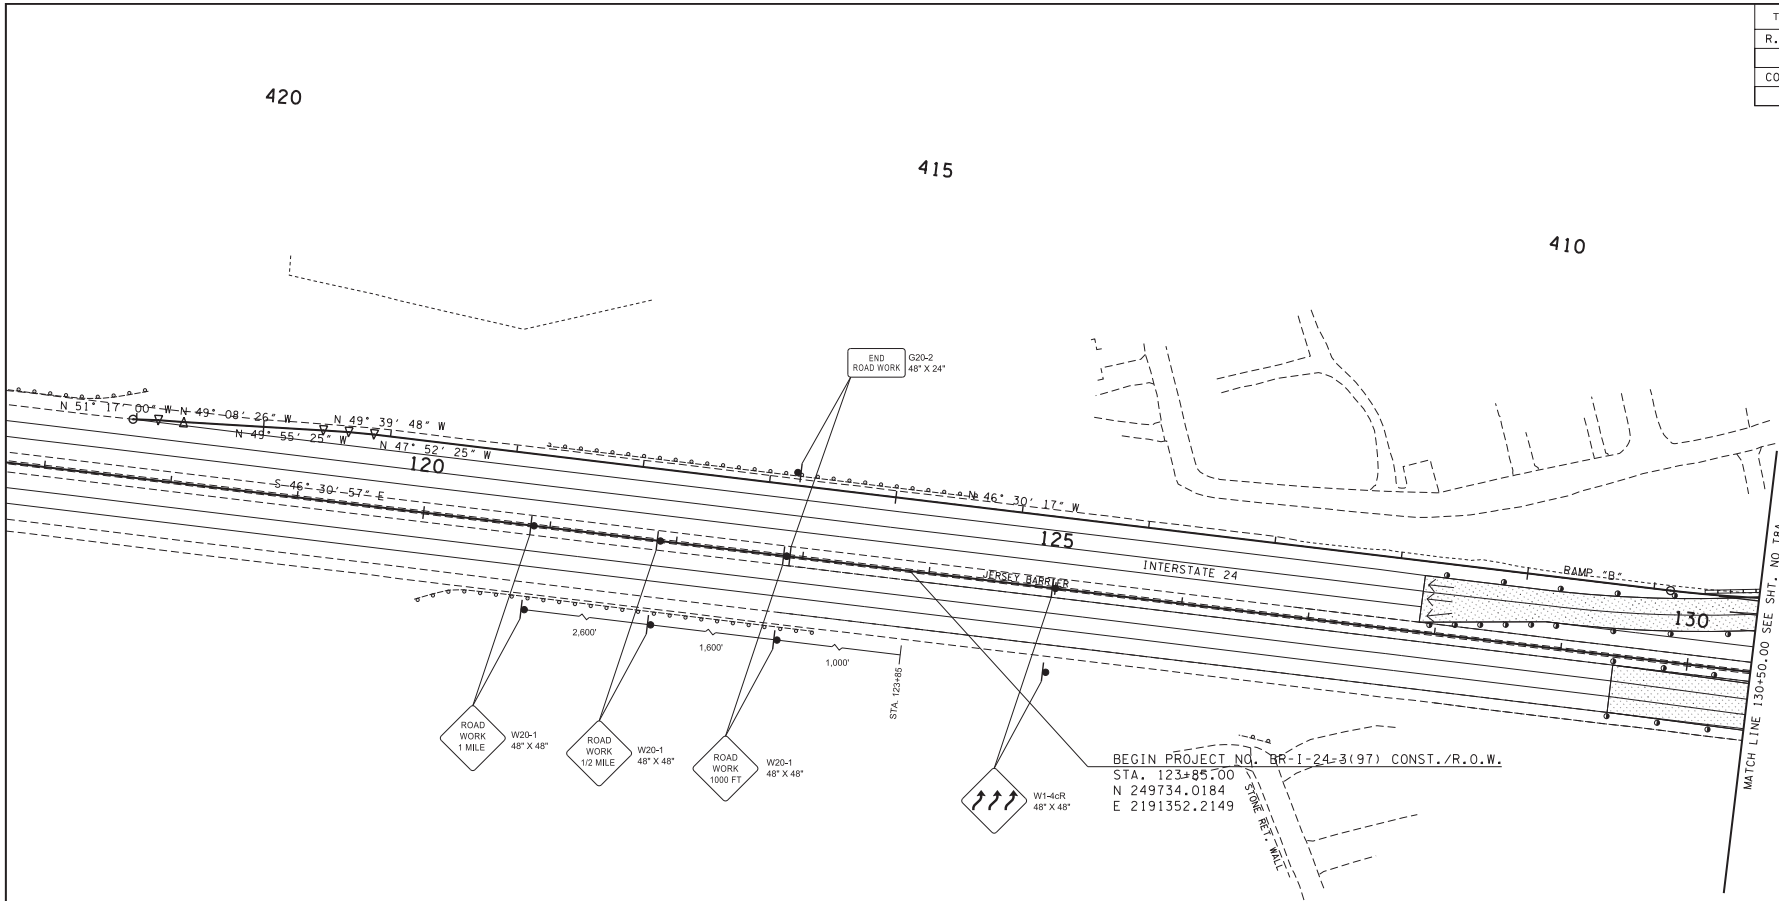 T
R.
CO
420
415
410
END
ROAD WORK
G20-2
48" X 24"
N 51° 17' 00" W
N 49° 08' 26" W
N 49° 39' 48" W
N 49° 55' 25" W
N 47° 52' 25" W
120
S 46° 30' 57" E
N 46° 30' 17" W
125
INTERSTATE 24
JERSEY BARRIER
RAMP "B"
130
2,600'
1,600'
1,000'
STA. 123+85
ROAD
WORK
1 MILE
W20-1
48" X 48"
ROAD
WORK
1/2 MILE
W20-1
48" X 48"
ROAD
WORK
1000 FT
W20-1
48" X 48"
W1-4cR
48" X 48"
BEGIN PROJECT NO. BR-I-24-3(97) CONST./R.O.W.
STA. 123+85.00
N 249734.0184
E 2191352.2149
STONE RET. WALL
MATCH LINE 130+50.00 SEE SHT. NO